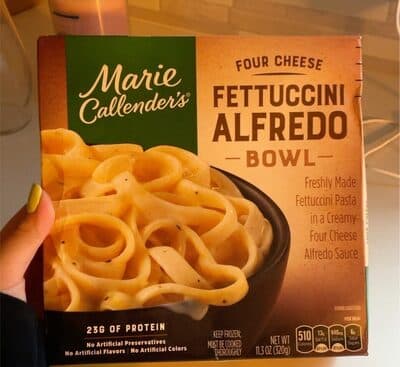 Marie
Callender's®
FOUR CHEESE
FETTUCCINI
ALFREDO
BOWL
Freshly Made
Fettuccini Pasta
in a Creamy
Four Cheese
Alfredo Sauce
23G OF PROTEIN
No Artificial Preservatives
No Artificial Flavors | No Artificial Colors
KEEP FROZEN.
MUST BE COOKED
THOROUGHLY
NET WT
11.3 OZ (320g)
PER BOWL
510